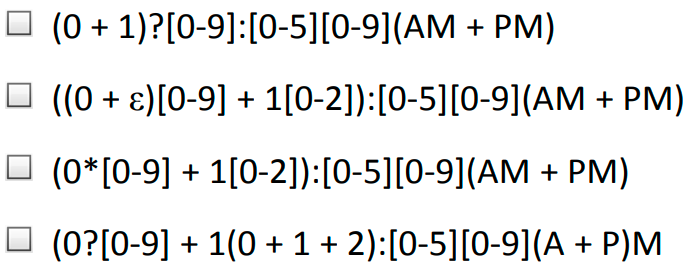 (0 + 1)?[0-9]:[0-5][0-9](AM + PM)
((0 + ε)[0-9] + 1[0-2]):[0-5][0-9](AM + PM)
(0*[0-9] + 1[0-2]):[0-5][0-9](AM + PM)
(0?[0-9] + 1(0 + 1 + 2):[0-5][0-9](A + P)M